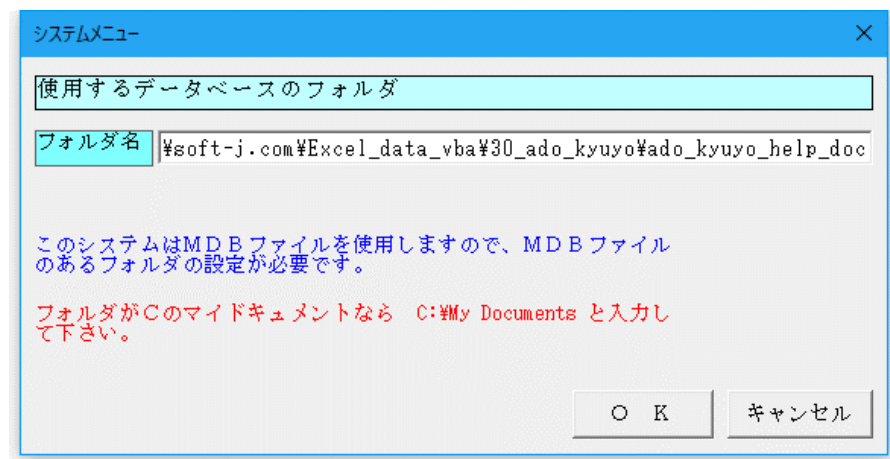 システムメニュー
使用するデータベースのフォルダ
フォルダ名 ¥soft-j.com¥Excel_data_vba¥30_ado_kyuyo¥ado_kyuyo_help_doc
このシステムはMDBファイルを使用しますので、MDBファイル
のあるフォルダの設定が必要です。
フォルダがCのマイドキュメントなら　C:¥My Documents と入力し
て下さい。
O K キャンセル